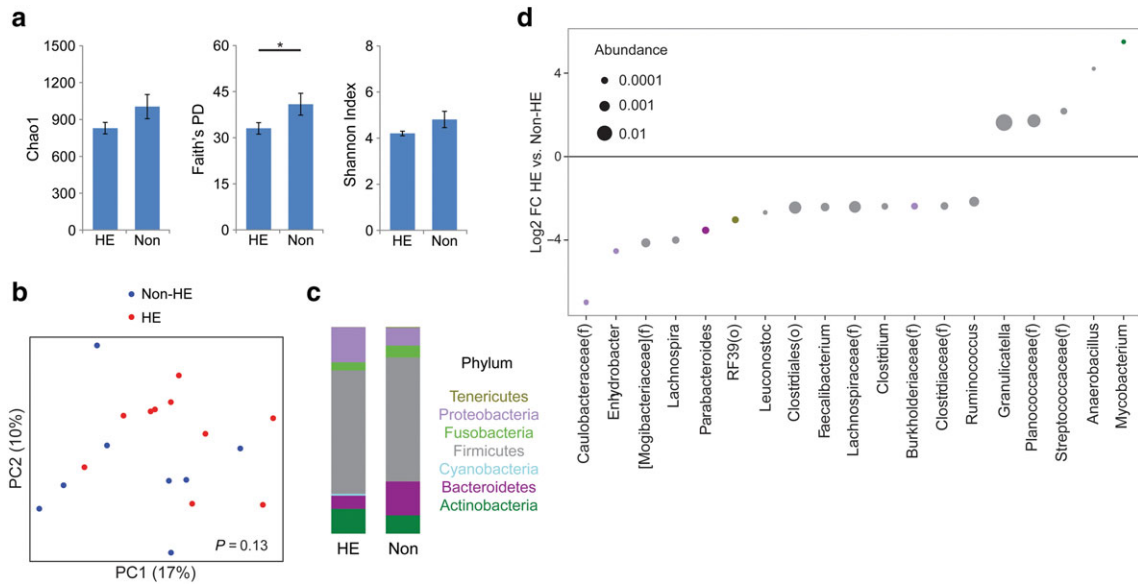 a
1500
1200
900
600
300
0
Chao1
HE Non
60
45
30
15
0
Faith's PD
*
HE Non
8
6
4
2
0
Shannon Index
HE Non
b
Non-HE
HE
PC2 (10%)
P = 0.13
PC1 (17%)
c
HE Non
Phylum
Tenericutes
Proteobacteria
Fusobacteria
Firmicutes
Cyanobacteria
Bacteroidetes
Actinobacteria
d
Abundance
0.0001
0.001
0.01
4
0
−4
Log2 FC HE vs. Non-HE
Caulobacteraceae(f)
Enhydrobacter
[Mogibacteriaceae](f)
Lachnospira
Parabacteroides
RF39(o)
Leuconostoc
Clostridiales(o)
Faecalibacterium
Lachnospiraceae(f)
Clostridium
Burkholderiaceae(f)
Clostridiaceae(f)
Ruminococcus
Granulicatella
Planococcaceae(f)
Streptococcaceae(f)
Anaerobacillus
Mycobacterium